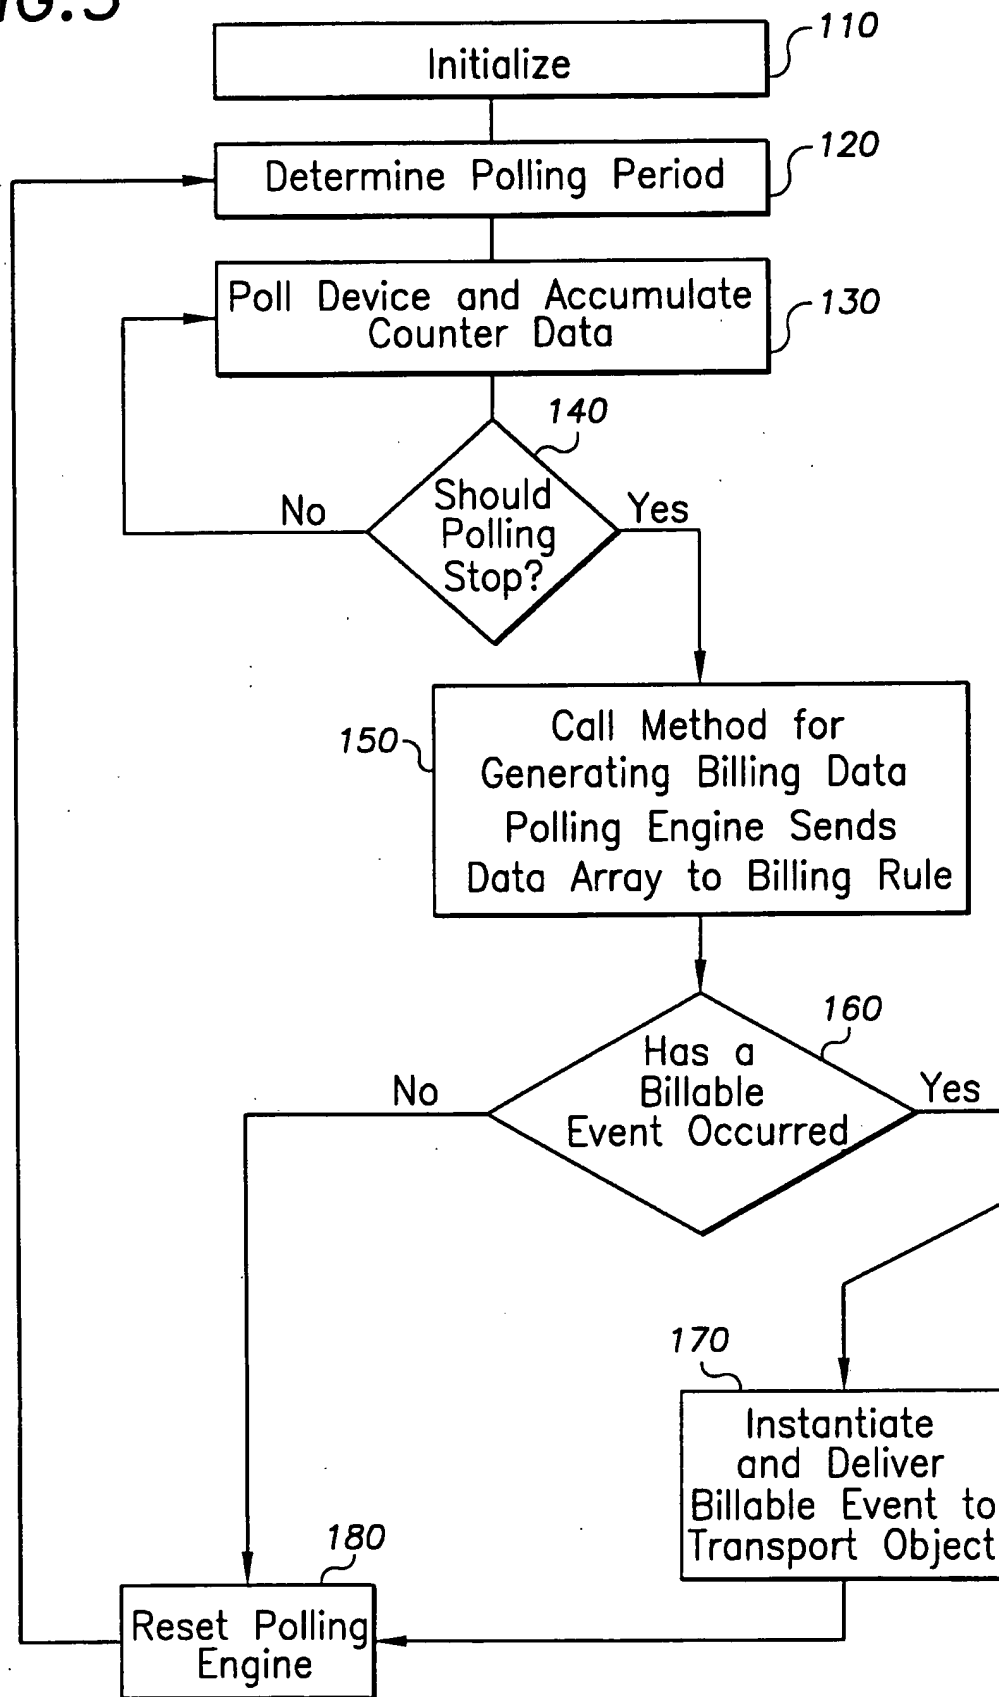 110
Initialize
120
Determine Polling Period
130
Poll Device and Accumulate
Counter Data
140
Should
Polling
Stop?
No
Yes
150
Call Method for
Generating Billing Data
Polling Engine Sends
Data Array to Billing Rule
160
Has a
Billable
Event Occurred
No
Yes
170
Instantiate
and Deliver
Billable Event to
Transport Object
180
Reset Polling
Engine